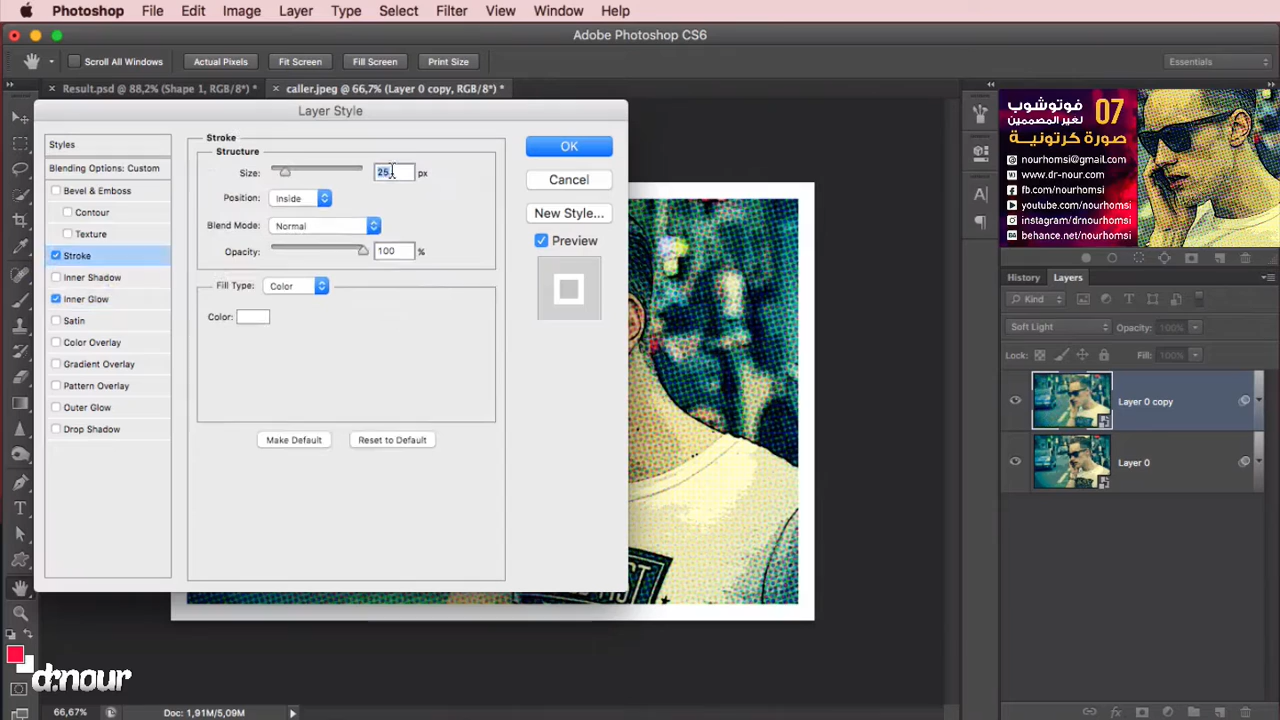 Photoshop File Edit Image Layer Type Select Filter View Window Help
Adobe Photoshop CS6
Scroll All Windows Actual Pixels Fit Screen Fill Screen Print Size Essentials
× Result.psd @ 88,2% (Shape 1, RGB/8*) * × caller.jpeg @ 66,7% (Layer 0 copy, RGB/8*) *
Layer Style
Styles
Blending Options: Custom
Bevel & Emboss
Contour
Texture
Stroke
Inner Shadow
Inner Glow
Satin
Color Overlay
Gradient Overlay
Pattern Overlay
Outer Glow
Drop Shadow
Stroke
Structure
Size: 25 px
Position: Inside
Blend Mode: Normal
Opacity: 100 %
Fill Type: Color
Color:
Make Default Reset to Default
OK
Cancel
New Style...
Preview
07 فوتوشوب
لغير المصممين
صورة كرتونية
nourhomsi@gmail.com
www.dr-nour.com
fb.com/nourhomsi
youtube.com/nourhomsi
instagram/drnourhomsi
behance.net/nourhomsi
History Layers
Kind
Soft Light Opacity: 100%
Lock: Fill: 100%
Layer 0 copy
Layer 0
dr:nour
66,67% Doc: 1,91M/5,09M